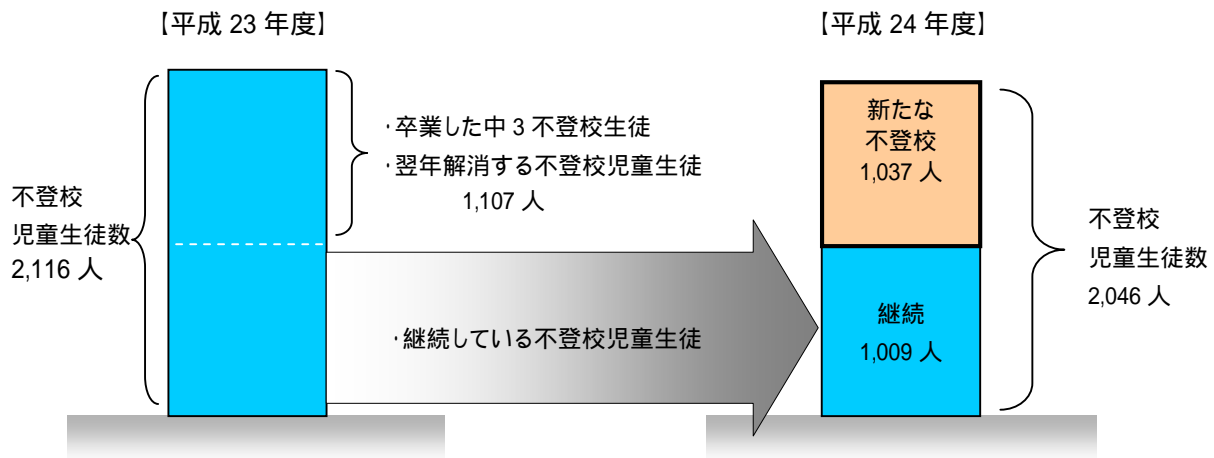 【平成 23 年度】
【平成 24 年度】
不登校
児童生徒数
2,116 人
・卒業した中 3 不登校生徒
・翌年解消する不登校児童生徒
1,107 人
・継続している不登校児童生徒
新たな
不登校
1,037 人
継続
1,009 人
不登校
児童生徒数
2,046 人